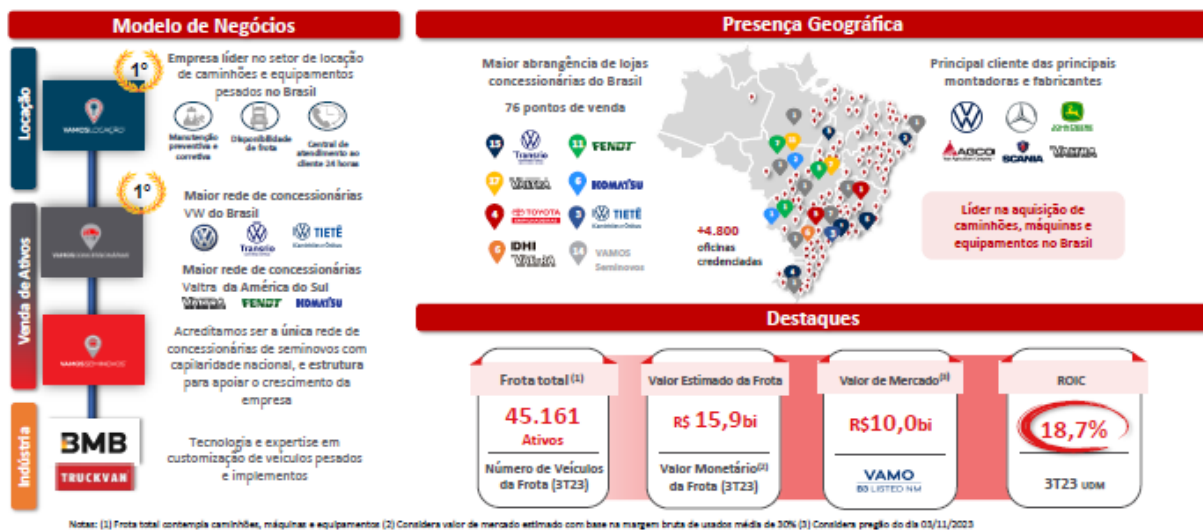 Modelo de Negócios
Locação
1º
VAMOS LOCAÇÃO
Empresa líder no setor de locação
de caminhões e equipamentos
pesados no Brasil
Manutenção
preventiva e
corretiva
Disponibilidade
de frota
Central de
atendimento ao
cliente 24 horas
Venda de Ativos
1º
Maior rede de concessionárias
VW do Brasil
Transrio
TIETÊ
Caminhões e Ônibus
Maior rede de concessionárias
Valtra da América do Sul
VALTRA FENDT KOMATSU
VAMOS SEMINOVOS
Acreditamos ser a única rede de
concessionárias de seminovos com
capilaridade nacional, e estrutura
para apoiar o crescimento da
empresa
Indústria
BMB
TRUCKVAN
Tecnologia e expertise em
customização de veículos pesados
e implementos
Presença Geográfica
Maior abrangência de lojas
concessionárias do Brasil
76 pontos de venda
15 Transrio
11 FENDT
17 VALTRA
6 KOMATSU
4 TOYOTA
3 TIETÊ
Caminhões e Ônibus
6 DHI
VALTRA
14 VAMOS
Seminovos
+4.800
oficinas
credenciadas
Principal cliente das principais
montadoras e fabricantes
JOHN DEERE
AGCO
SCANIA
VALTRA
Líder na aquisição de
caminhões, máquinas e
equipamentos no Brasil
Destaques
Frota total (1)
45.161
Ativos
Número de Veículos
da Frota (3T23)
Valor Estimado da Frota
R$ 15,9bi
Valor Monetário(2)
da Frota (3T23)
Valor de Mercado(3)
R$10,0bi
VAMO
B3 LISTED NM
ROIC
18,7%
3T23 UDM
Notas: (1) Frota total contempla caminhões, máquinas e equipamentos (2) Considera valor de mercado estimado com base na margem bruta de usados média de 30% (3) Considera pregão do dia 03/11/2023